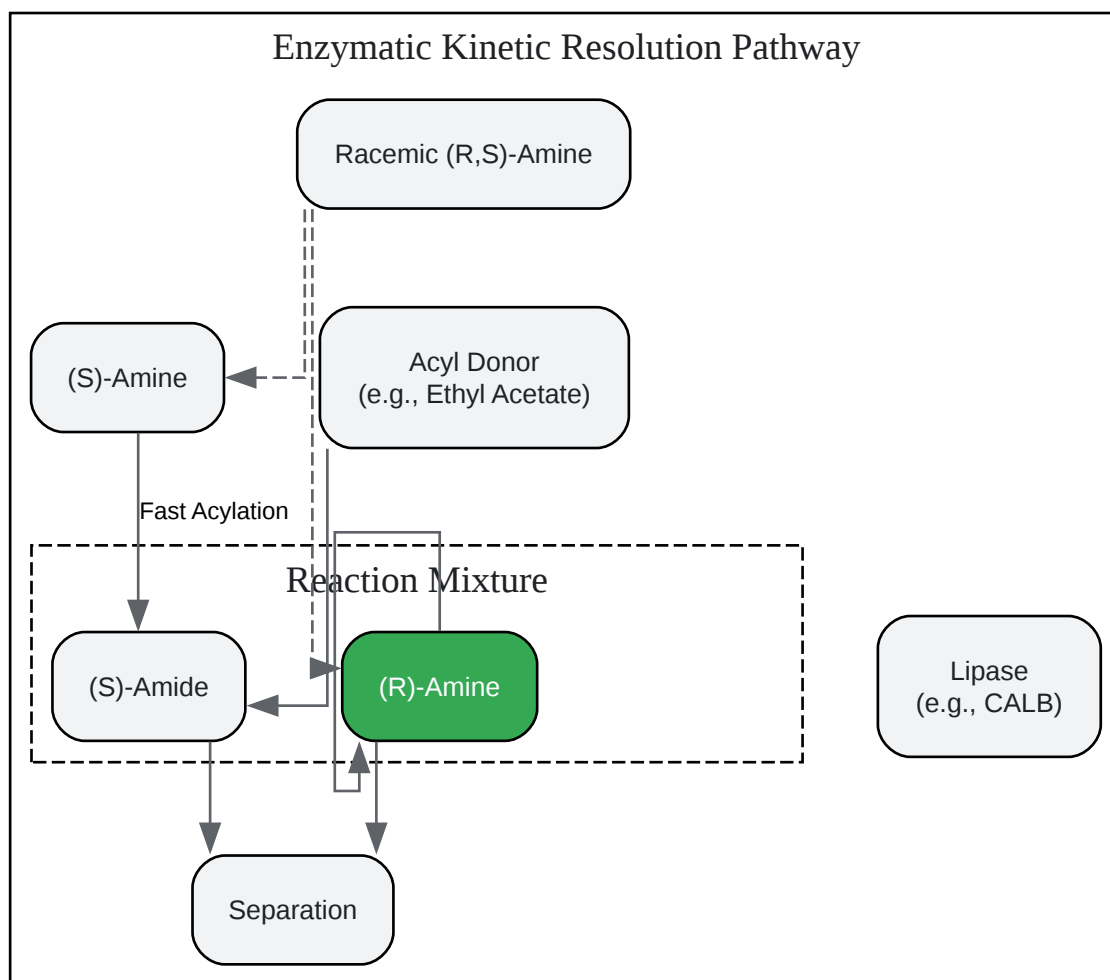 Enzymatic Kinetic Resolution Pathway
Racemic (R,S)-Amine
(S)-Amine
Acyl Donor
(e.g., Ethyl Acetate)
Fast Acylation
Reaction Mixture
(S)-Amide
(R)-Amine
Lipase
(e.g., CALB)
Separation